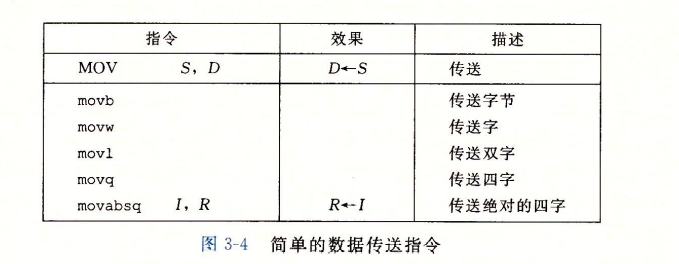 指令 效果 描述
MOV S, D D←S 传送
movb 传送字节
movw 传送字
movl 传送双字
movq 传送四字
movabsq I, R R←I 传送绝对的四字
图 3-4 简单的数据传送指令